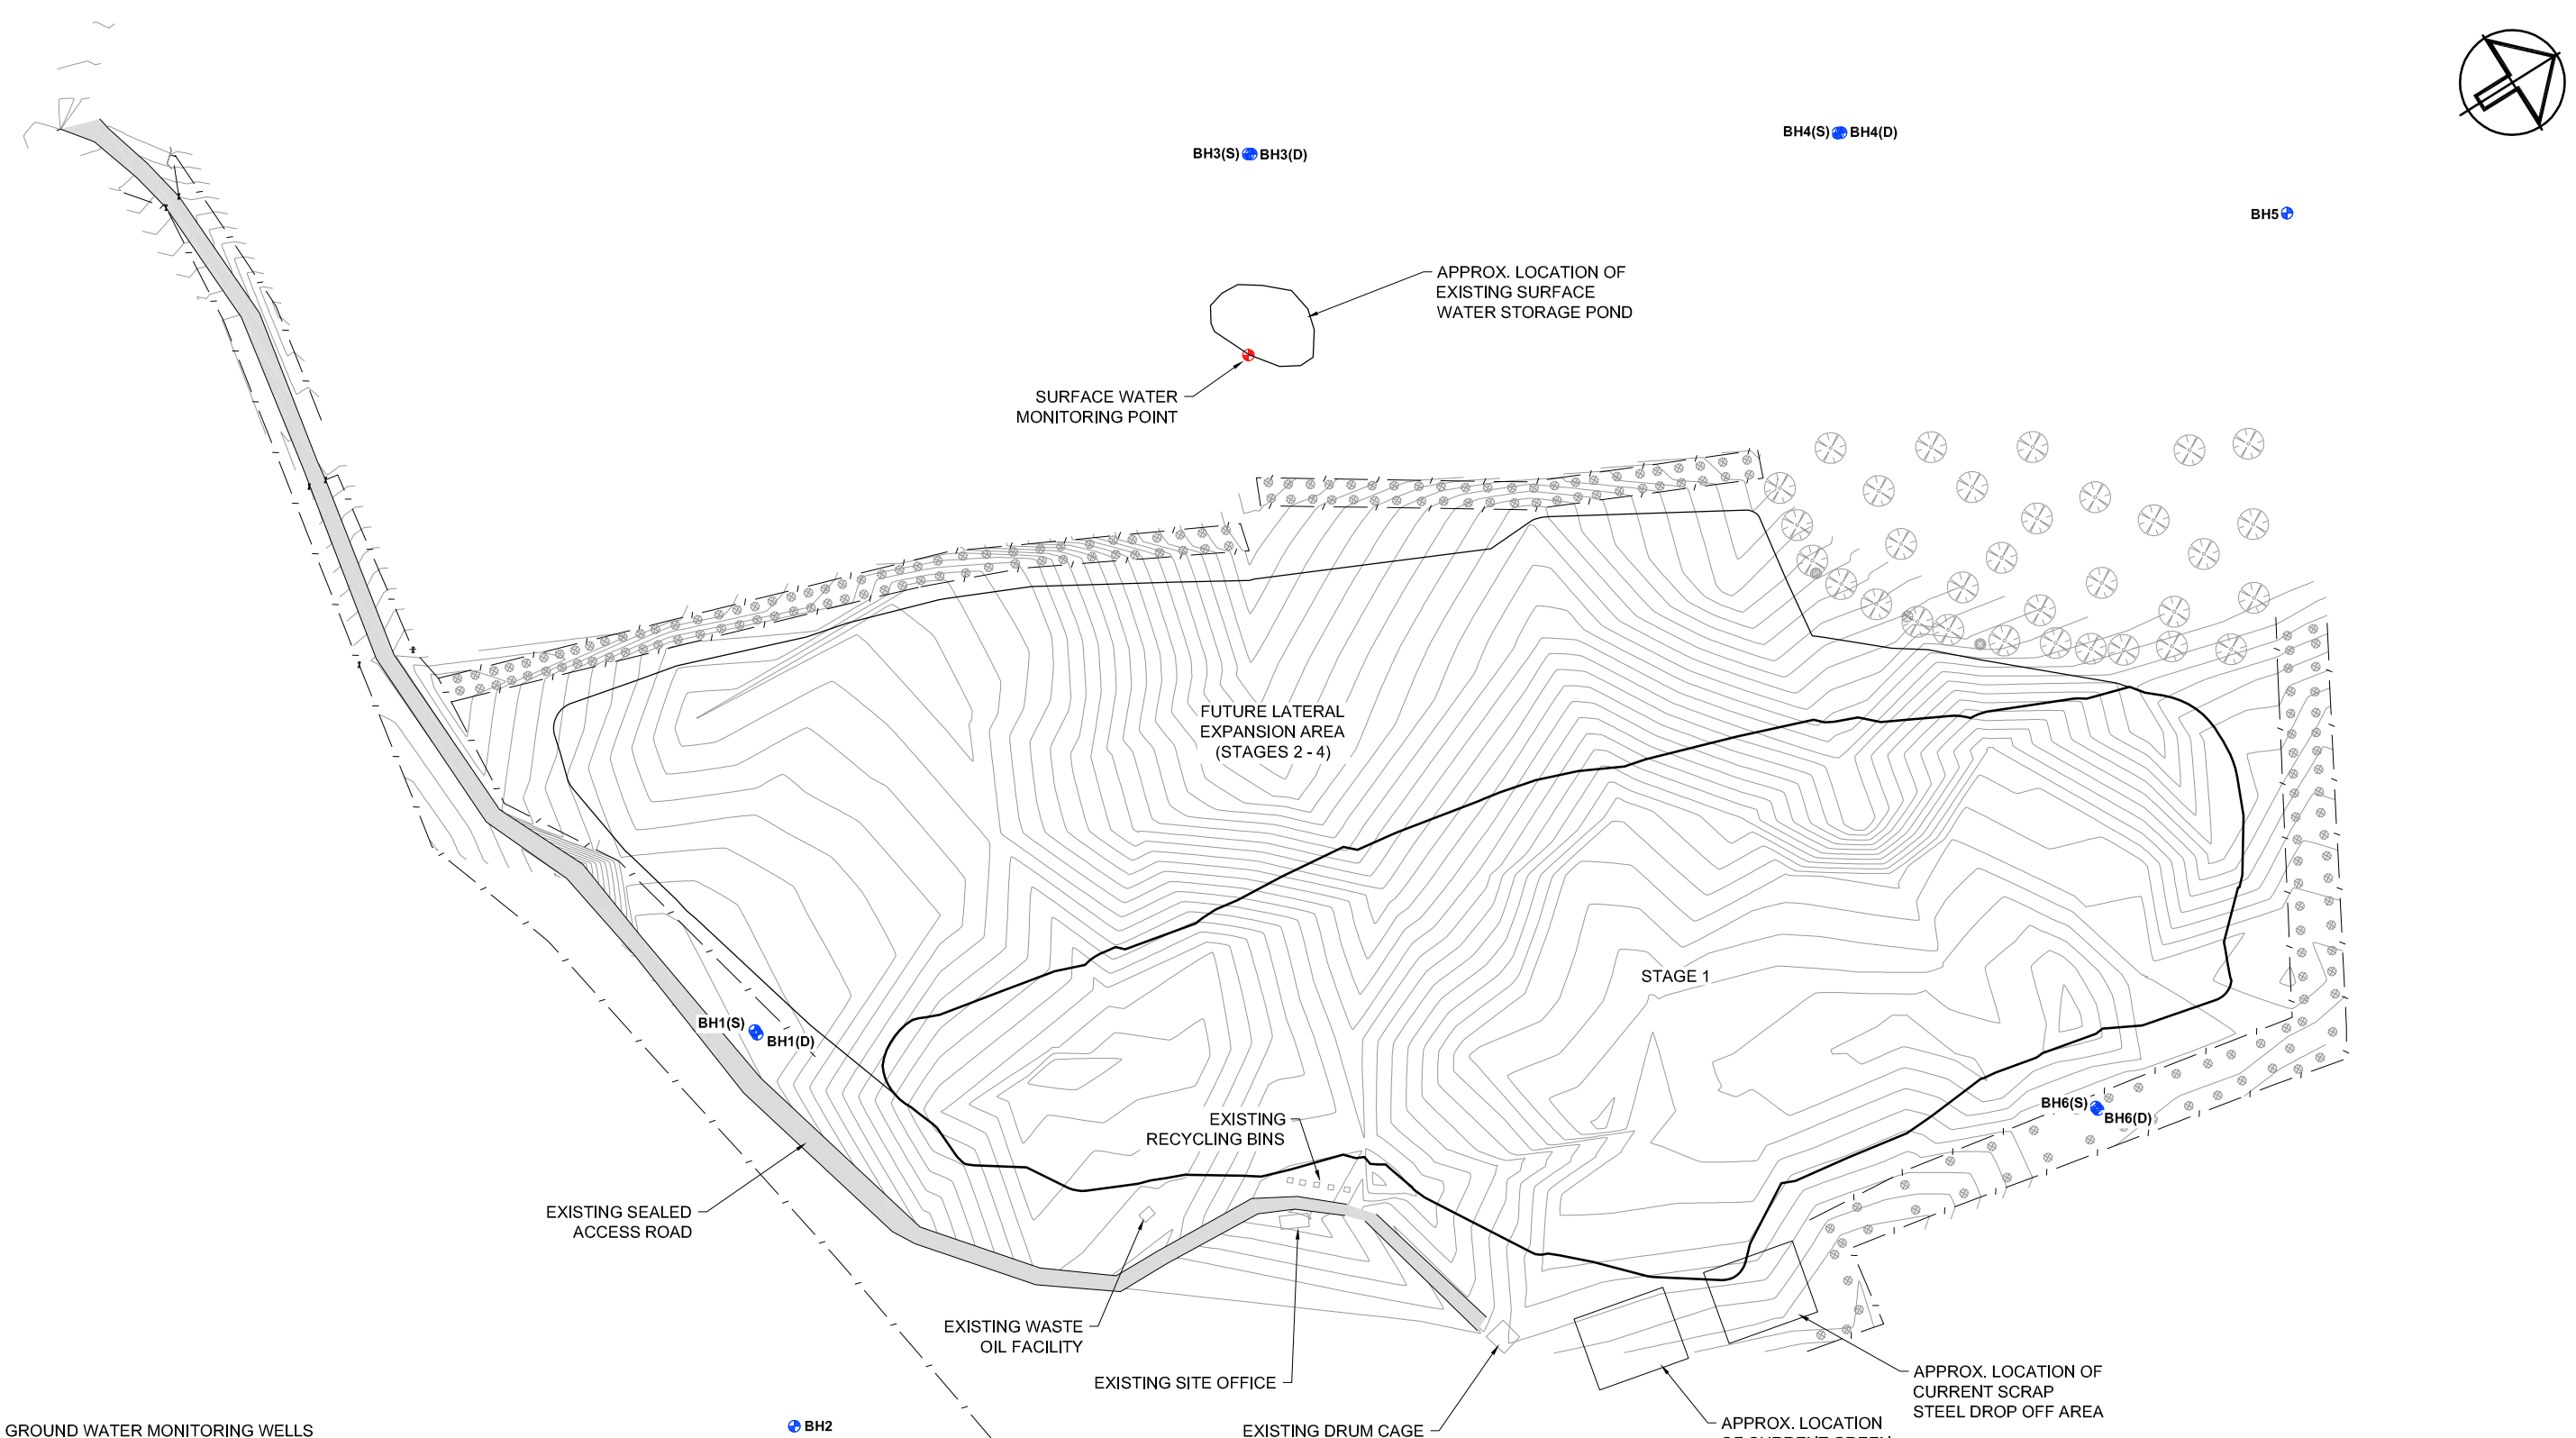 BH4(S) BH4(D)
BH3(S) BH3(D)
BH5
APPROX. LOCATION OF
EXISTING SURFACE
WATER STORAGE POND
SURFACE WATER
MONITORING POINT
FUTURE LATERAL
EXPANSION AREA
(STAGES 2 - 4)
STAGE 1
BH1(S)
BH1(D)
BH6(S)
BH6(D)
EXISTING
RECYCLING BINS
EXISTING SEALED
ACCESS ROAD
EXISTING WASTE
OIL FACILITY
EXISTING SITE OFFICE
APPROX. LOCATION OF
CURRENT SCRAP
STEEL DROP OFF AREA
GROUND WATER MONITORING WELLS
BH2
EXISTING DRUM CAGE
APPROX. LOCATION